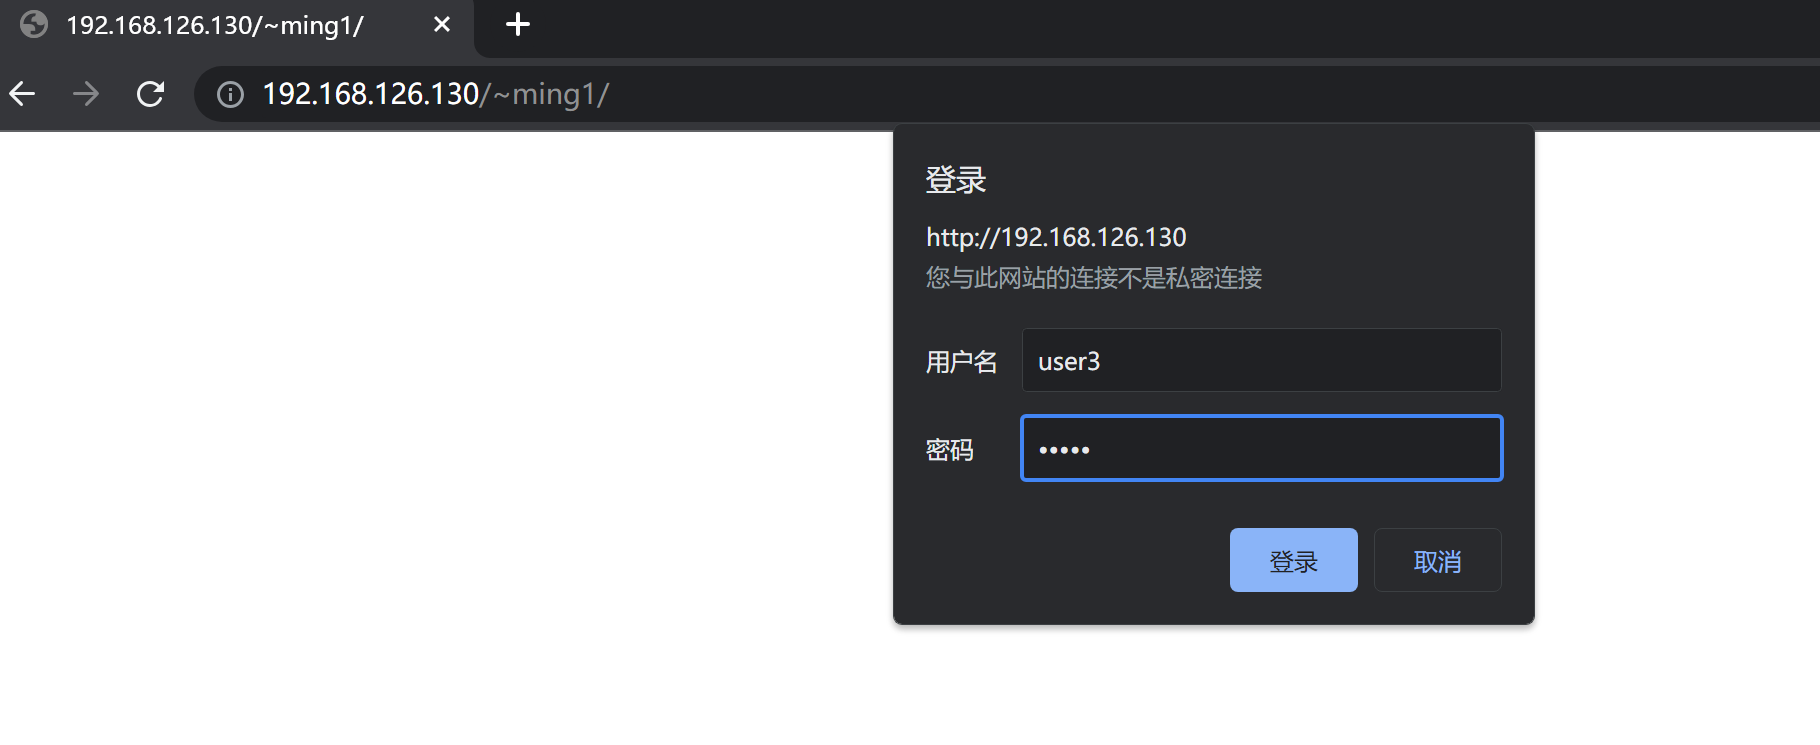 192.168.126.130/~ming1/
192.168.126.130/~ming1/
登录
http://192.168.126.130
您与此网站的连接不是私密连接
用户名 user3
密码 •••••
登录 取消